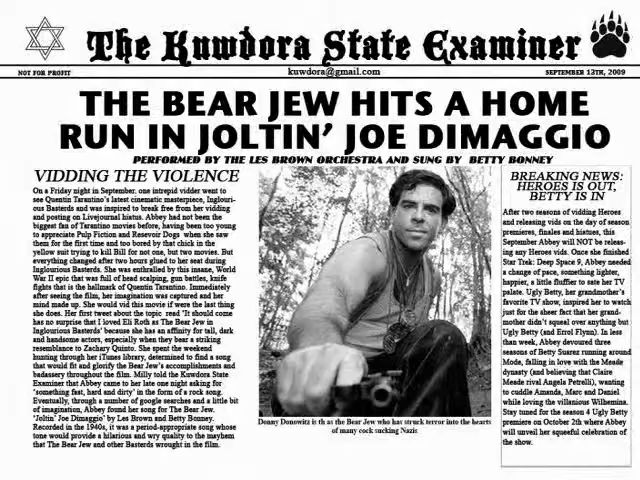 The Kuwdora State Examiner
NOT FOR PROFIT
kuwdora@gmail.com
SEPTEMBER 13TH, 2009
THE BEAR JEW HITS A HOME
RUN IN JOLTIN' JOE DIMAGGIO
PERFORMED BY THE LES BROWN ORCHESTRA AND SUNG BY BETTY BONNEY
VIDDING THE VIOLENCE
On a Friday night in September, one intrepid vidder went to
see Quentin Tarantino's latest cinematic masterpiece, Inglouri-
ous Basterds and was inspired to break free from her vidding
and posting on Livejournal hiatus. Abbey had not been the
biggest fan of Tarantino movies before, having been too young
to appreciate Pulp Fiction and Resevoir Dogs when she saw
them for the first time and too bored by that chick in the
yellow suit trying to kill Bill for not one, but two movies. But
everything changed after two hours glued to her seat during
Inglourious Basterds. She was enthralled by this insane, World
War II epic that was full of head scalping, gun battles, knife
fights that is the hallmark of Quentin Tarantino. Immediately
after seeing the film, her imagination was captured and her
mind made up. She would vid this movie if were the last thing
she does. Her first tweet about the topic read 'It should come
has no surprise that I loved Eli Roth as The Bear Jew in
Inglourious Basterds' because she has an affinity for tall, dark
and handsome actors, especially when they bear a striking
resemblance to Zachary Quinto. She spent the weekend
hunting through her iTunes library, determined to find a song
that would fit and glorify the Bear Jew's accomplishments and
badassery throughout the film. Milly told the Kuwdora State
Examiner that Abbey came to her late one night asking for
'something fast, hard and dirty' in the form of a rock song.
Eventually, through a number of google searches and a little bit
of imagination, Abbey found her song for The Bear Jew.
'Joltin' Joe Dimaggio' by Les Brown and Betty Bonney.
Recorded in the 1940s, it was a period-appropriate song whose
tone would provide a hilarious and wry quality to the mayhem
that The Bear Jew and other Basterds wrought in the film.
Donny Donowitz is th as the Bear Jew who has struck terror into the hearts
of many cock sucking Nazis
BREAKING NEWS:
HEROES IS OUT,
BETTY IS IN
After two seasons of vidding Heroes
and releasing vids on the day of season
premieres, finales and hiatues, this
September Abbey will NOT be releas-
ing any Heroes vids. Once she finished
Star Trek: Deep Space 9, Abbey needed
a change of pace, something lighter,
happier, a little fluffier to sate her TV
palate. Ugly Betty, her grandmother's
favorite TV show, inspired her to watch
just for the sheer fact that her grand-
mother didn't squeel over anything but
Ugly Betty (and Errol Flynn). In less
than week, Abbey devoured three
seasons of Betty Suarez running around
Mode, falling in love with the Meade
dynasty (and believing that Claire
Meade rival Angela Petrelli), wanting
to cuddle Amanda, Marc and Daniel
while loving the villanious Wilhemina.
Stay tuned for the season 4 Ugly Betty
premiere on October 2th where Abbey
will unveil her squeeful celebration of
the show.